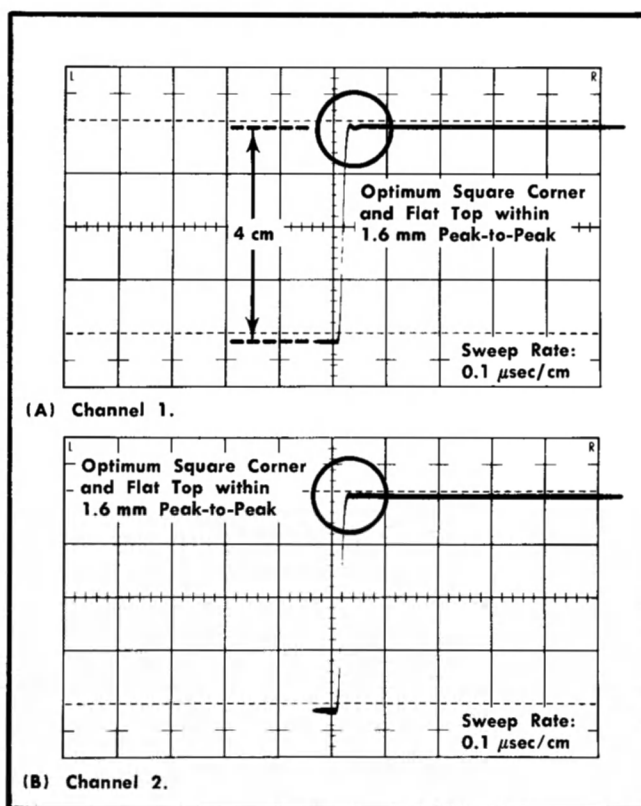 L R
Optimum Square Corner
and Flat Top within
1.6 mm Peak-to-Peak
4 cm
Sweep Rate:
0.1 μsec/cm
(A) Channel 1.
L R
Optimum Square Corner
and Flat Top within
1.6 mm Peak-to-Peak
Sweep Rate:
0.1 μsec/cm
(B) Channel 2.